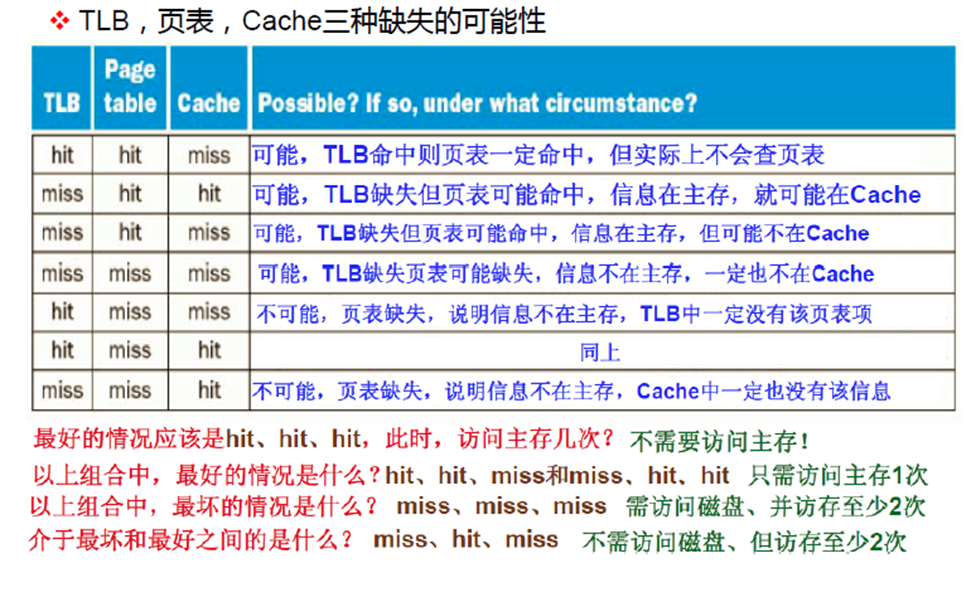 ❖ TLB，页表，Cache三种缺失的可能性
TLB Page table Cache Possible? If so, under what circumstance?
hit hit miss 可能，TLB命中则页表一定命中，但实际上不会查页表
miss hit hit 可能，TLB缺失但页表可能命中，信息在主存，就可能在Cache
miss hit miss 可能，TLB缺失但页表可能命中，信息在主存，但可能不在Cache
miss miss miss 可能，TLB缺失页表可能缺失，信息不在主存，一定也不在Cache
hit miss miss 不可能，页表缺失，说明信息不在主存，TLB中一定没有该页表项
hit miss hit 同上
miss miss hit 不可能，页表缺失，说明信息不在主存，Cache中一定也没有该信息
最好的情况应该是hit、hit、hit，此时，访问主存几次？ 不需要访问主存！
以上组合中，最好的情况是什么？hit、hit、miss和miss、hit、hit 只需访问主存1次
以上组合中，最坏的情况是什么？ miss、miss、miss 需访问磁盘、并访存至少2次
介于最坏和最好之间的是什么？ miss、hit、miss 不需访问磁盘、但访存至少2次